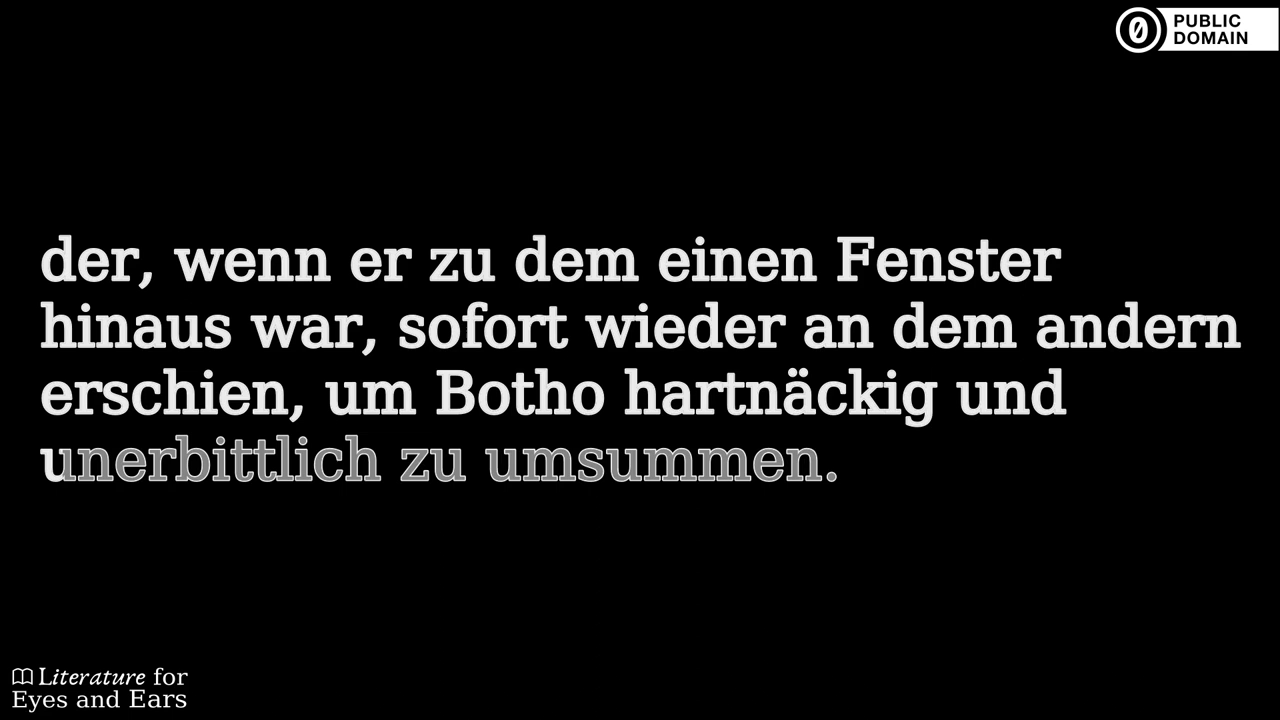 PUBLIC
DOMAIN
der, wenn er zu dem einen Fenster
hinaus war, sofort wieder an dem andern
erschien, um Botho hartnäckig und
unerbittlich zu umsummen.
Literature for
Eyes and Ears